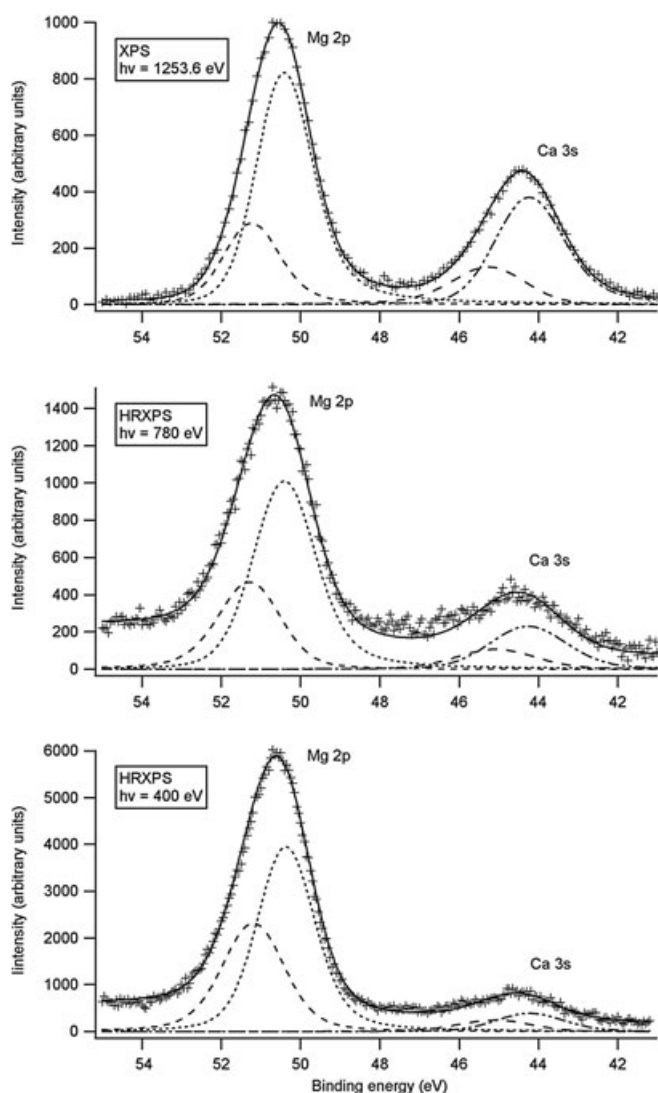 1000
XPS
hν = 1253.6 eV
Mg 2p
800
600
Ca 3s
400
200
0
Intensity (arbitrary units)
54 52 50 48 46 44 42
1400
HRXPS
hν = 780 eV
Mg 2p
1200
1000
800
600
Ca 3s
400
200
0
Intensity (arbitrary units)
54 52 50 48 46 44 42
6000
HRXPS
hν = 400 eV
Mg 2p
5000
4000
3000
2000
Ca 3s
1000
0
Iintensity (arbitrary units)
54 52 50 48 46 44 42
Binding energy (eV)